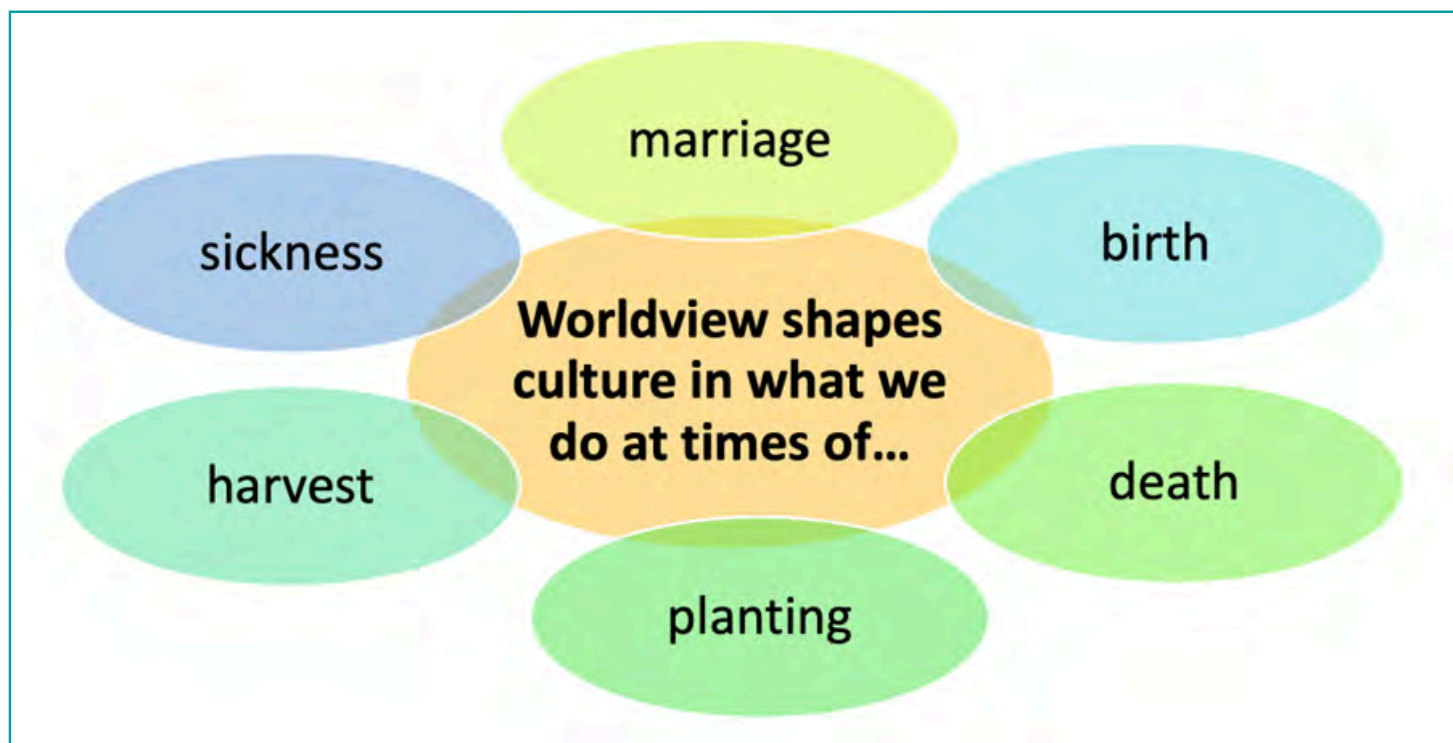 marriage
sickness
birth
Worldview shapes
culture in what we
do at times of...
harvest
death
planting